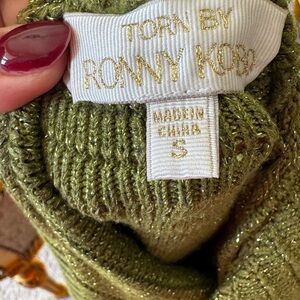 TORN BY
RONNY KOBO
MADE IN
CHINA
S